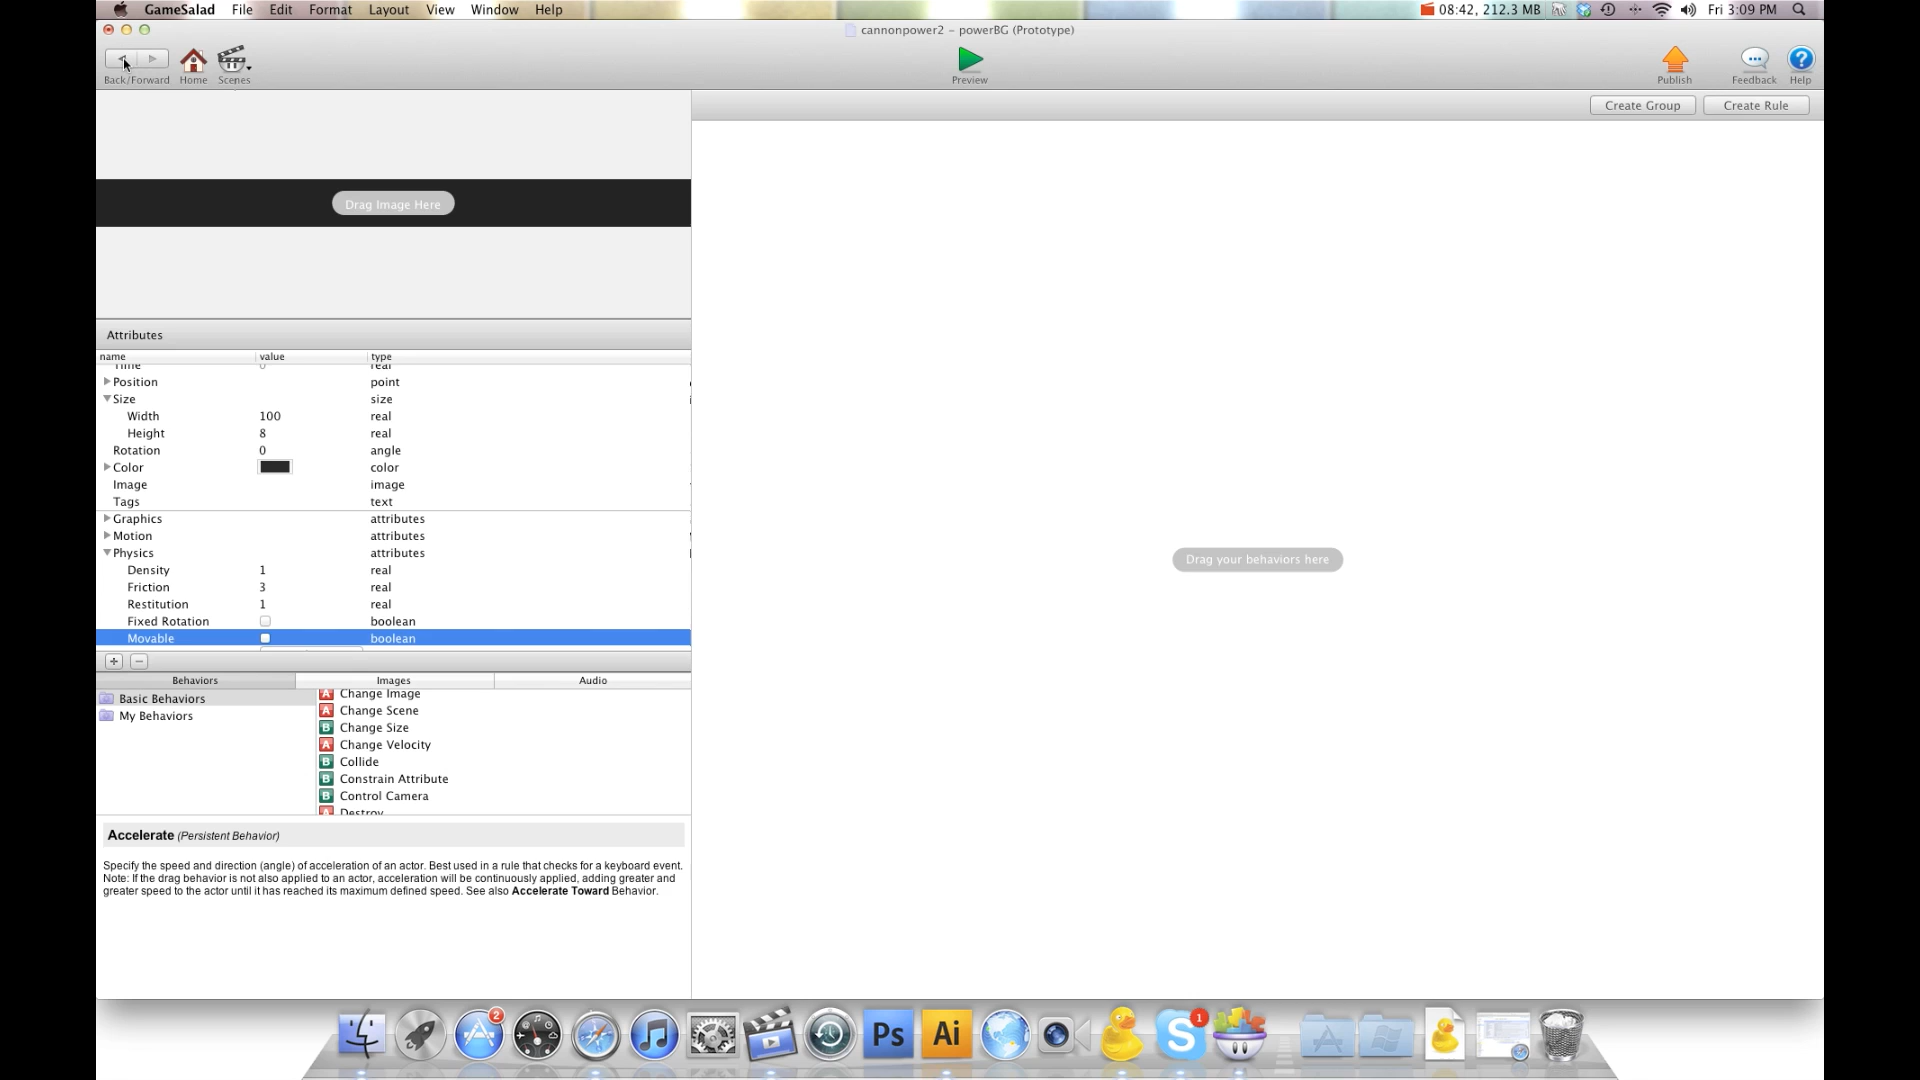 GameSalad File Edit Format Layout View Window Help 08:42, 212.3 MB Fri 3:09 PM
cannonpower2 – powerBG (Prototype)
Back/Forward Home Scenes Preview Publish Feedback Help
Create Group Create Rule
Drag Image Here
Attributes
name value type
Time 0 real
Position point
Size size
Width 100 real
Height 8 real
Rotation 0 angle
Color color
Image image
Tags text
Graphics attributes
Motion attributes
Physics attributes
Density 1 real
Friction 3 real
Restitution 1 real
Fixed Rotation boolean
Movable boolean
Drag your behaviors here
+ −
Behaviors Images Audio
Basic Behaviors
My Behaviors
A Change Image
A Change Scene
B Change Size
A Change Velocity
B Collide
B Constrain Attribute
B Control Camera
A Destroy
Accelerate (Persistent Behavior)
Specify the speed and direction (angle) of acceleration of an actor. Best used in a rule that checks for a keyboard event.
Note: If the drag behavior is not also applied to an actor, acceleration will be continuously applied, adding greater and
greater speed to the actor until it has reached its maximum defined speed. See also Accelerate Toward Behavior.
2 Ps Ai S 1